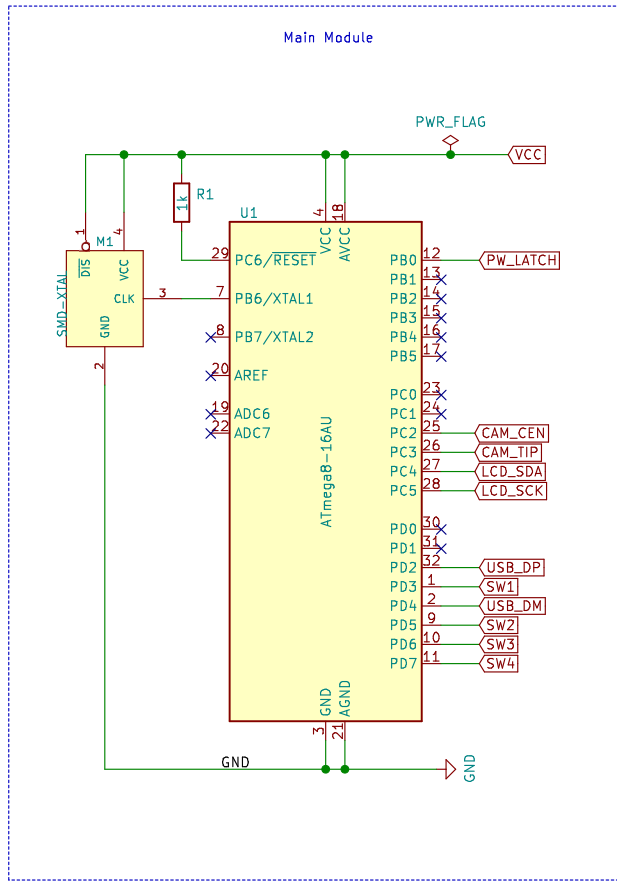 Main Module
PWR_FLAG
VCC
R1
1k
U1
4
VCC
18
AVCC
1
M1
4
DIS
VCC
CLK
3
GND
2
SMD-XTAL
29 PC6/RESET
7 PB6/XTAL1
8 PB7/XTAL2
20 AREF
19 ADC6
22 ADC7
ATmega8-16AU
PB0 12 PW_LATCH
PB1 13
PB2 14
PB3 15
PB4 16
PB5 17
PC0 23
PC1 24
PC2 25 CAM_CEN
PC3 26 CAM_TIP
PC4 27 LCD_SDA
PC5 28 LCD_SCK
PD0 30
PD1 31
PD2 32 USB_DP
PD3 1 SW1
PD4 2 USB_DM
PD5 9 SW2
PD6 10 SW3
PD7 11 SW4
GND
3
AGND
21
GND
GND